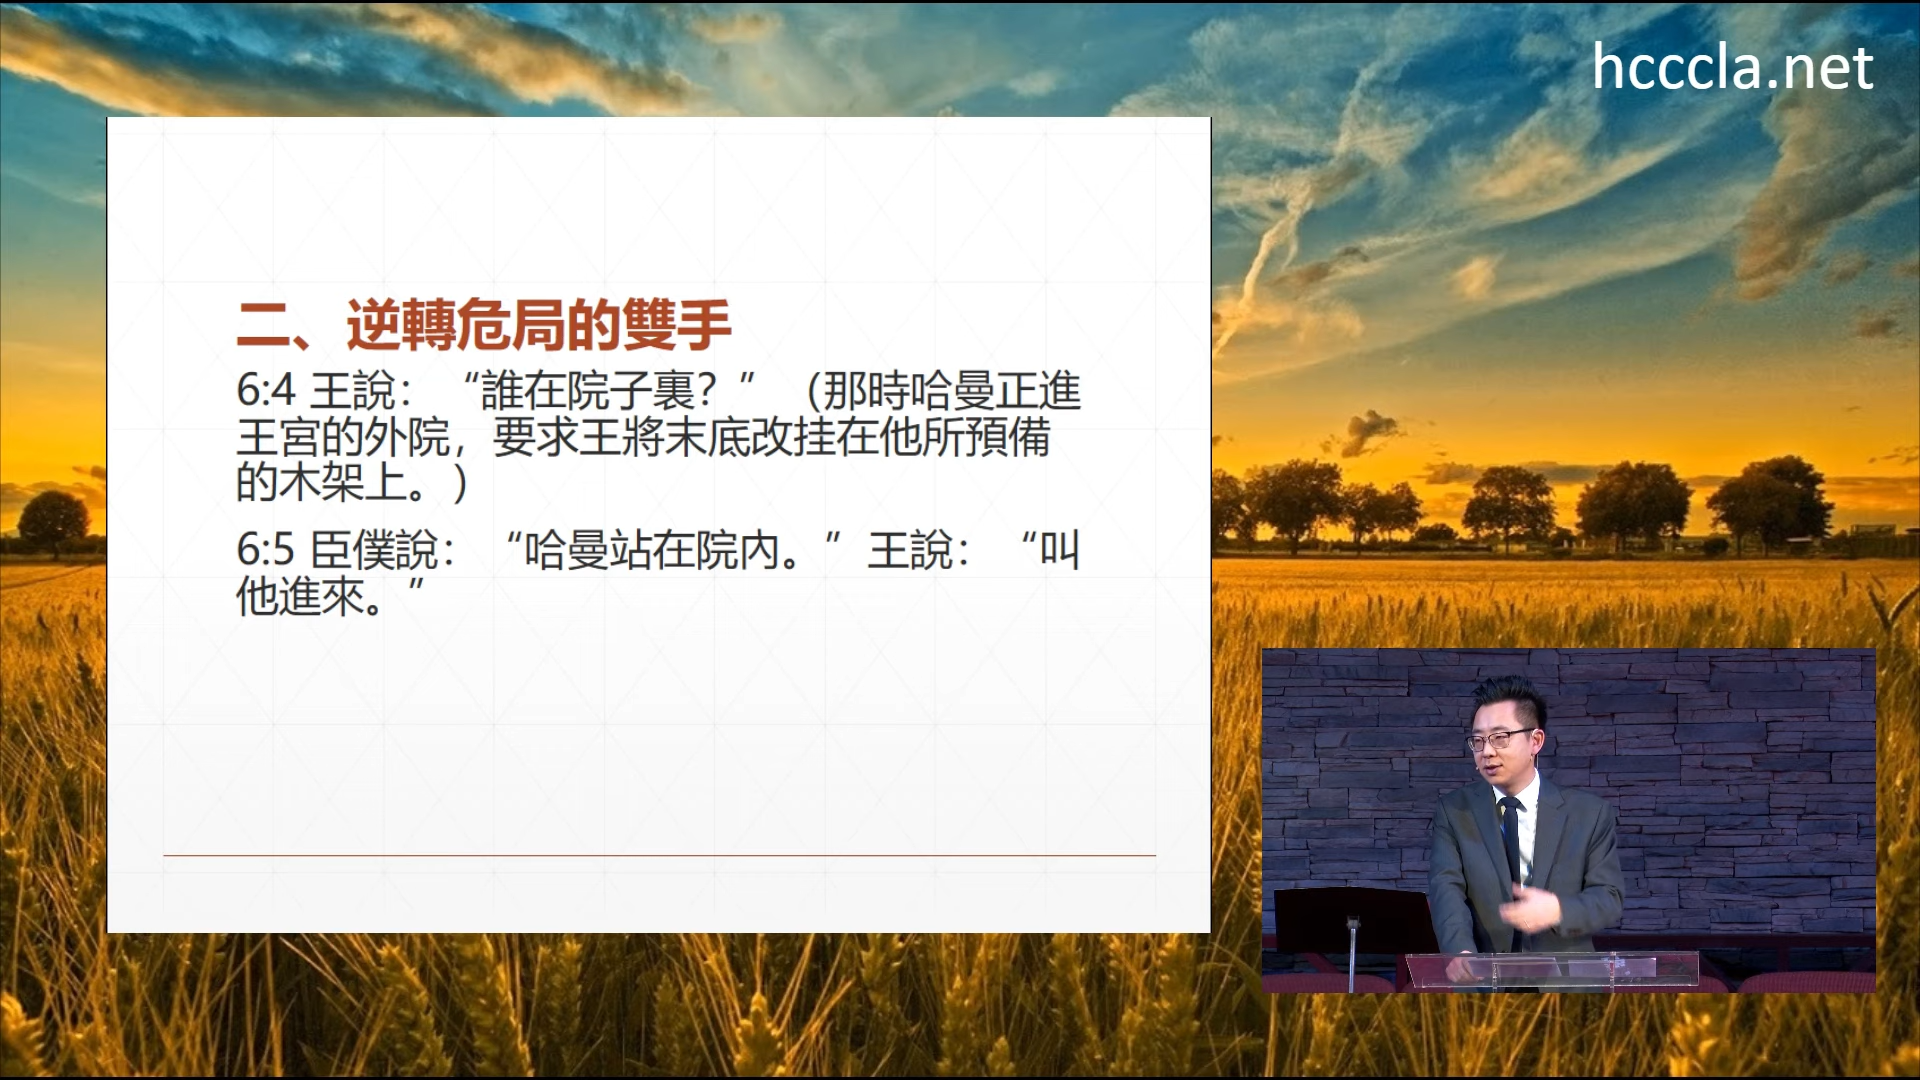 hcccla.net
二、逆轉危局的雙手
6:4 王說：“誰在院子裏？”（那時哈曼正進
王宮的外院，要求王將末底改挂在他所預備
的木架上。）
6:5 臣僕說：“哈曼站在院內。”王說：“叫
他進來。”